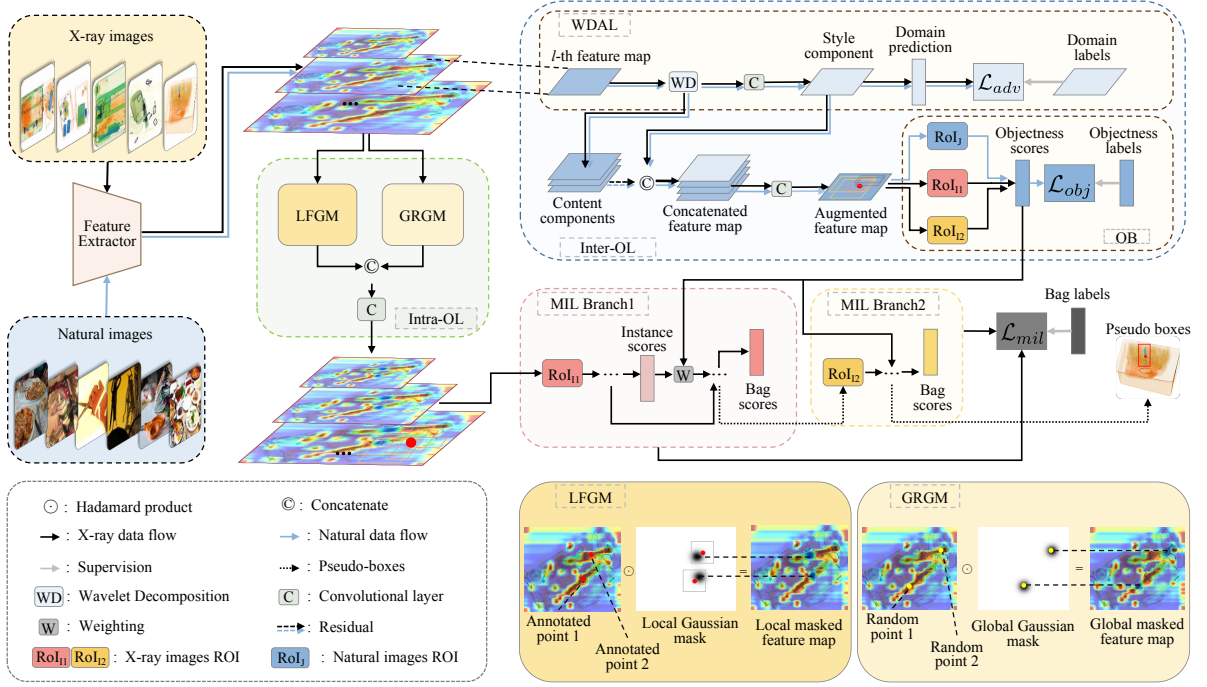 X-ray images
Feature
Extractor
Natural images
LFGM
GRGM
©
C
Intra-OL
WDAL
l-th feature map
WD
C
Style
component
Domain
prediction
L_adv
Domain
labels
Content
components
©
Concatenated
feature map
C
Augmented
feature map
Inter-OL
RoI_J
RoI_I1
RoI_I2
Objectness
scores
Objectness
labels
L_obj
OB
MIL Branch1
RoI_I1
Instance
scores
W
Bag
scores
MIL Branch2
RoI_I2
Bag
scores
L_mil
Bag labels
Pseudo boxes
⊙ : Hadamard product
© : Concatenate
: X-ray data flow
: Natural data flow
: Supervision
: Pseudo-boxes
WD : Wavelet Decomposition
C : Convolutional layer
W : Weighting
: Residual
RoI_I1 RoI_I2 : X-ray images ROI
RoI_J : Natural images ROI
LFGM
⊙
=
Annotated
point 1
Annotated
point 2
Local Gaussian
mask
Local masked
feature map
GRGM
⊙
=
Random
point 1
Random
point 2
Global Gaussian
mask
Global masked
feature map